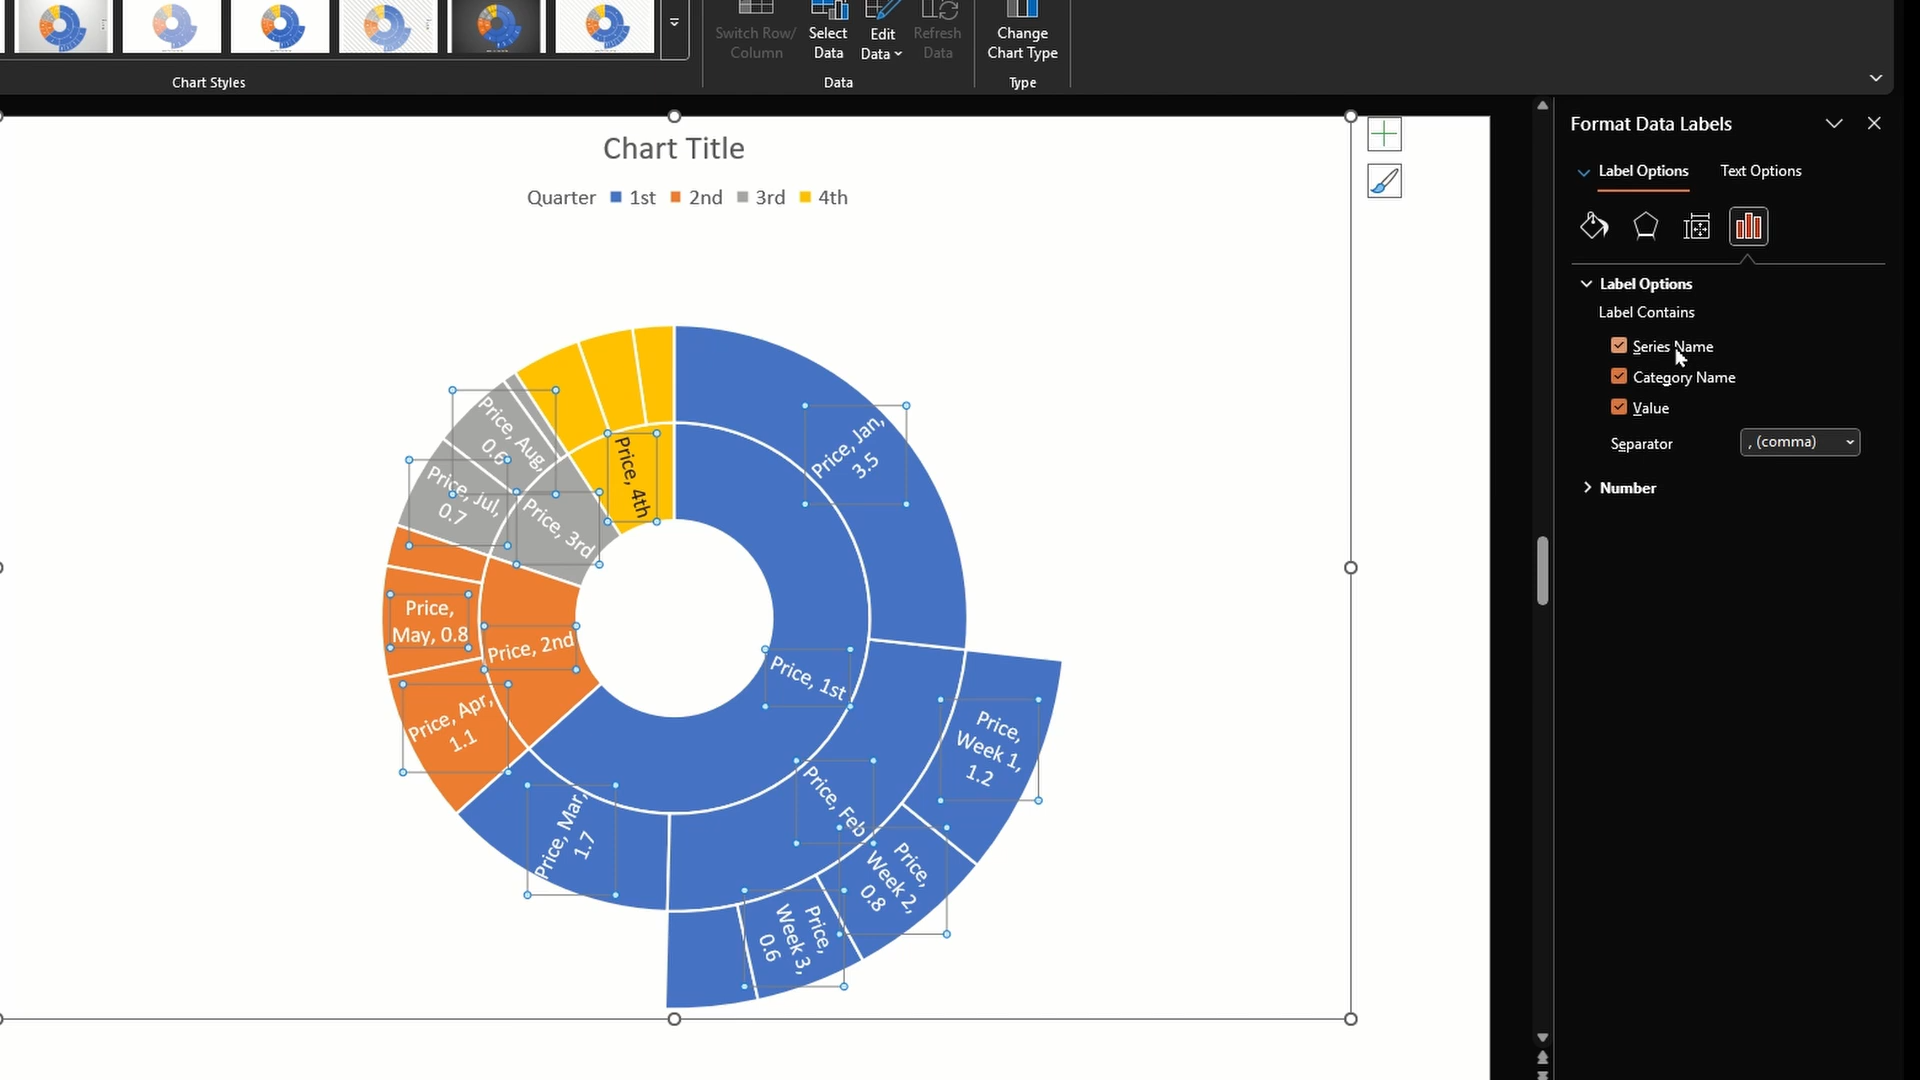 Switch Row/
Column
Select
Data
Edit
Data
Refresh
Data
Change
Chart Type
Chart Styles
Data
Type
Chart Title
Quarter 1st 2nd 3rd 4th
Price, Jan,
3.5
Price, 1st
Price, Feb
Price,
Week 1,
1.2
Price,
Week 2,
0.8
Price,
Week 3,
0.6
Price, Mar,
1.7
Price, Apr,
1.1
Price, 2nd
Price,
May, 0.8
Price, Jul,
0.7
Price, 3rd
Price, Aug,
0.6
Price, 4th
Format Data Labels
Label Options Text Options
Label Options
Label Contains
Series Name
Category Name
Value
Separator , (comma)
Number